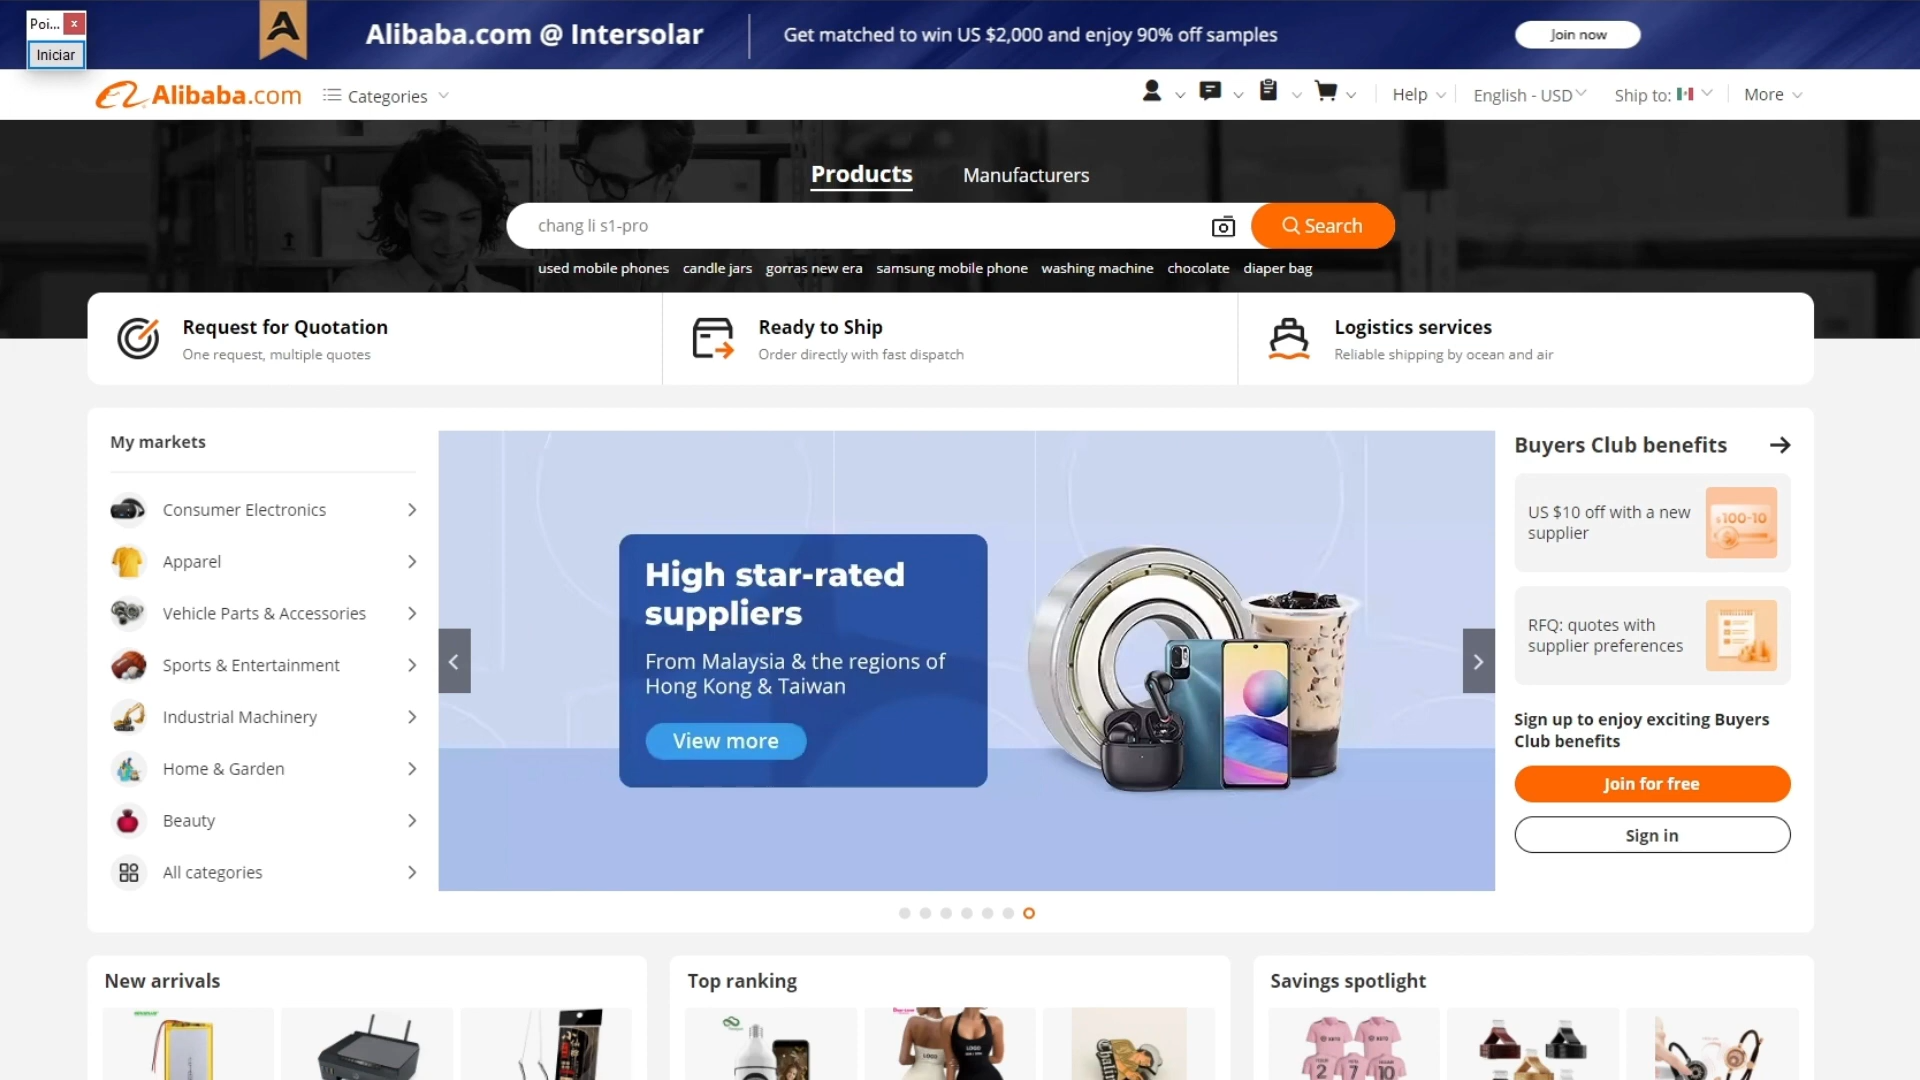 Poi... x
Iniciar
Alibaba.com @ Intersolar
Get matched to win US $2,000 and enjoy 90% off samples
Join now
Alibaba.com
Categories
Help
English - USD
Ship to:
More
Products
Manufacturers
chang li s1-pro
Search
used mobile phones candle jars gorras new era samsung mobile phone washing machine chocolate diaper bag
Request for Quotation
One request, multiple quotes
Ready to Ship
Order directly with fast dispatch
Logistics services
Reliable shipping by ocean and air
My markets
Consumer Electronics
Apparel
Vehicle Parts & Accessories
Sports & Entertainment
Industrial Machinery
Home & Garden
Beauty
All categories
High star-rated
suppliers
From Malaysia & the regions of
Hong Kong & Taiwan
View more
Buyers Club benefits
US $10 off with a new
supplier
$100-10
RFQ: quotes with
supplier preferences
Sign up to enjoy exciting Buyers
Club benefits
Join for free
Sign in
New arrivals
Top ranking
LOGO
LOGO
Savings spotlight
2 7 10